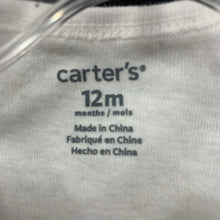 carter's®
12m
months / mois
Made in China
Fabriqué en Chine
Hecho en China